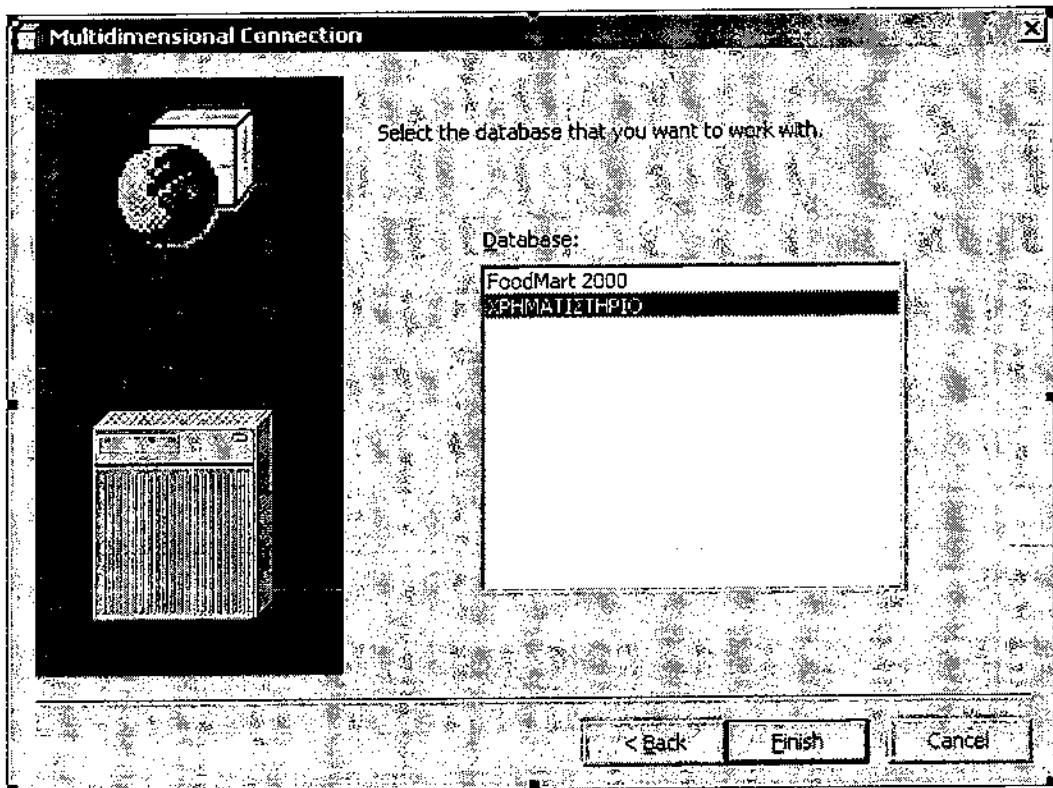 Multidimensional Connection
Select the database that you want to work with.
Database:
FoodMart 2000
ΧΡΗΜΑΤΙΣΤΗΡΙΟ
< Back
Finish
Cancel